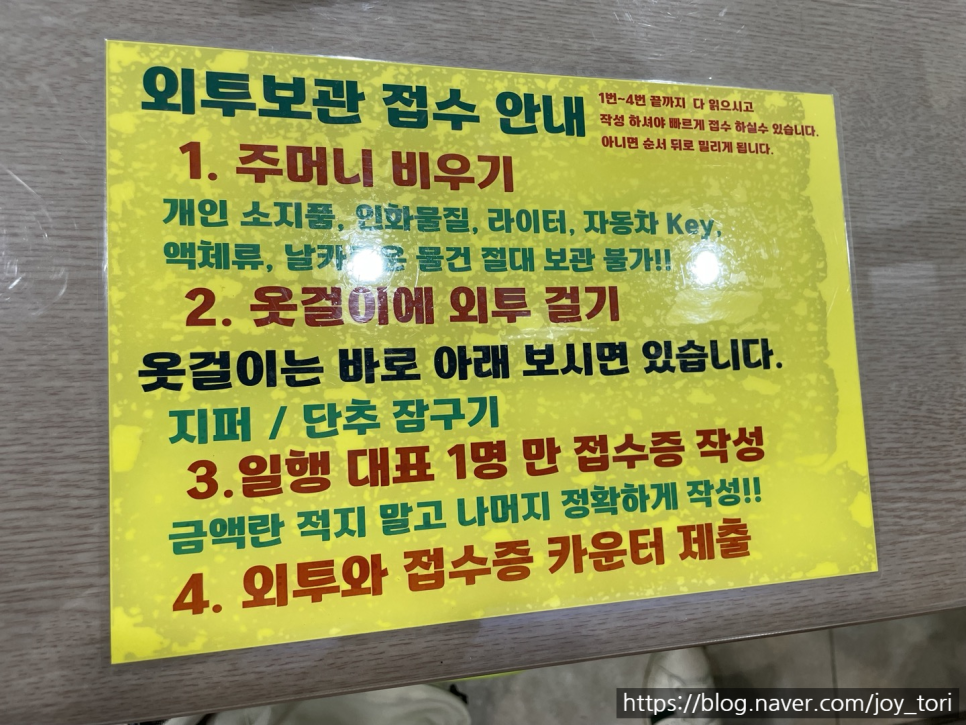 외투보관 접수 안내
1번~4번 끝까지 다 읽으시고
작성 하셔야 빠르게 접수 하실수 있습니다.
아니면 순서 뒤로 밀리게 됩니다.
1. 주머니 비우기
개인 소지품, 인화물질, 라이터, 자동차 Key,
액체류, 물건 절대 보관 불가!!
2. 옷걸이에 외투 걸기
옷걸이는 바로 아래 보시면 있습니다.
지퍼 / 단추 잠구기
3.일행 대표 1명 만 접수증 작성
금액란 적지 말고 나머지 정확하게 작성!!
4. 외투와 접수증 카운터 제출
https://blog.naver.com/joy_tori